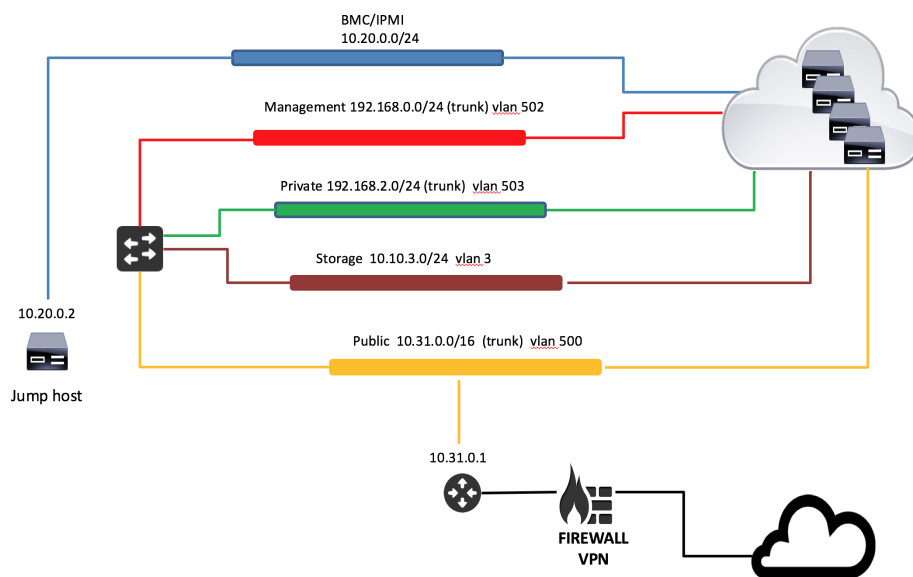 BMC/IPMI
10.20.0.0/24
Management 192.168.0.0/24 (trunk) vlan 502
Private 192.168.2.0/24 (trunk)  vlan 503
Storage  10.10.3.0/24  vlan 3
10.20.0.2
Public  10.31.0.0/16  (trunk)  vlan 500
Jump host
10.31.0.1
FIREWALL
VPN